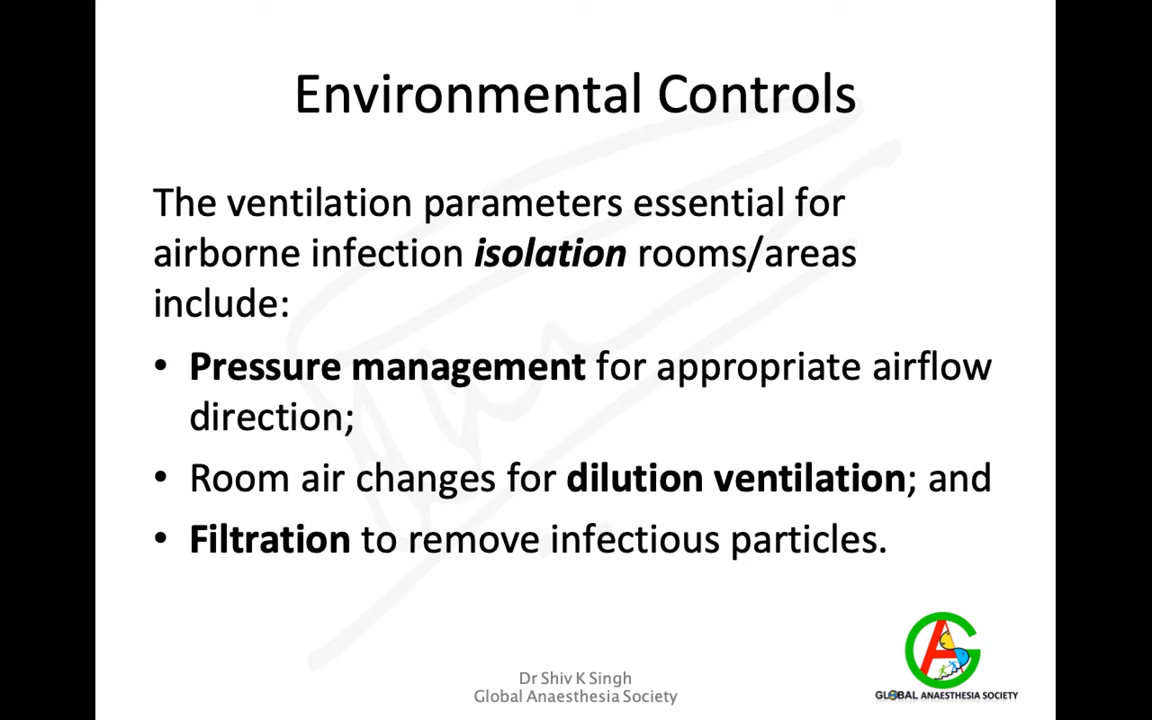 Environmental Controls
The ventilation parameters essential for
airborne infection isolation rooms/areas
include:
• Pressure management for appropriate airflow
direction;
• Room air changes for dilution ventilation; and
• Filtration to remove infectious particles.
Dr Shiv K Singh
Global Anaesthesia Society
GLOBAL ANAESTHESIA SOCIETY